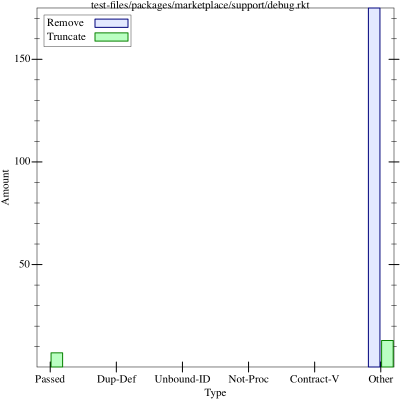 test-files/packages/marketplace/support/debug.rkt
Remove
Truncate
150
100
50
Amount
Passed Dup-Def Unbound-ID Not-Proc Contract-V Other
Type